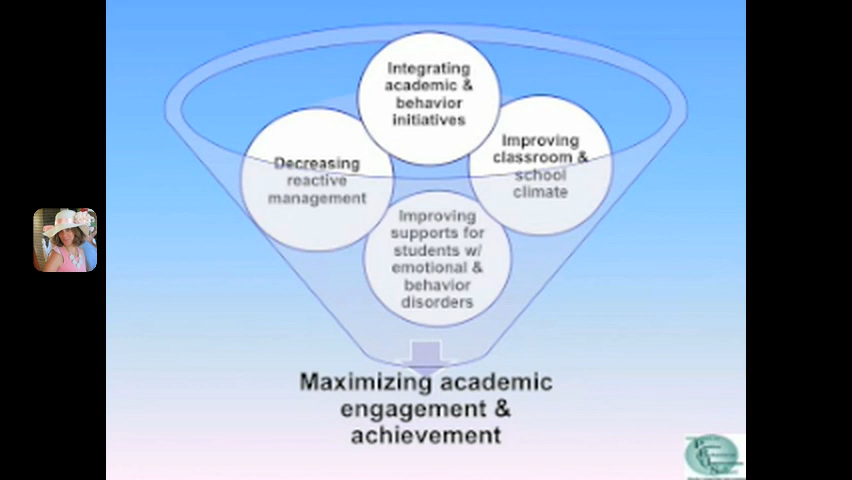 Integrating
academic &
behavior
initiatives
Decreasing
reactive
management
Improving
classroom &
school
climate
Improving
supports for
students w/
emotional &
behavior
disorders
Maximizing academic
engagement &
achievement